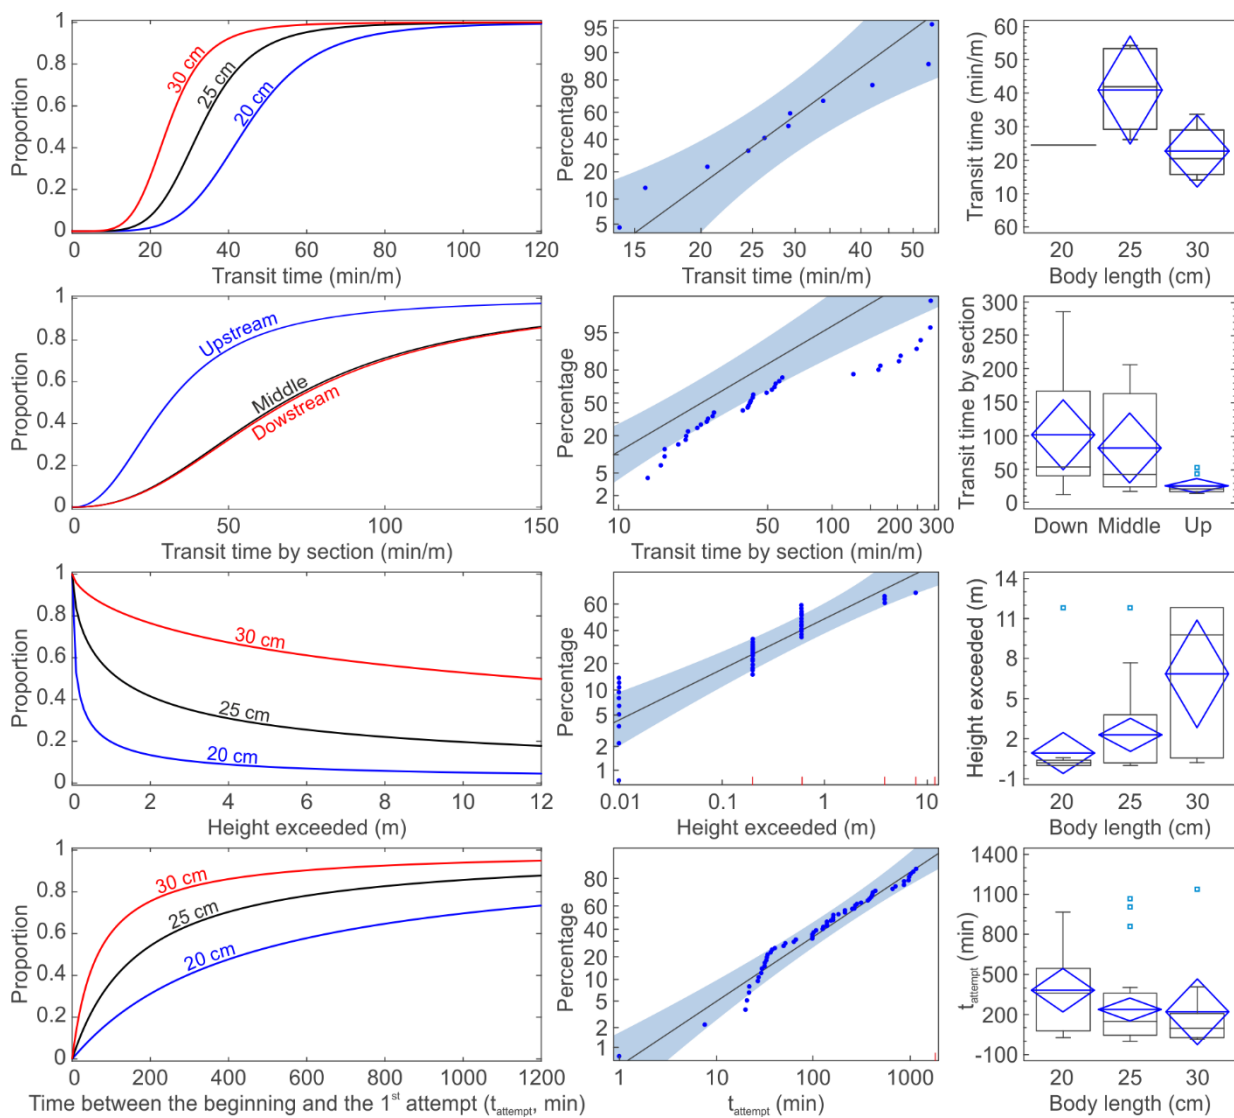 1
0.8
0.6
0.4
0.2
0
Proportion
30 cm
25 cm
20 cm
0 20 40 60 80 100 120
Transit time (min/m)
95
90
80
60
40
20
10
5
Percentage
15 20 25 30 40 50
Transit time (min/m)
60
50
40
30
20
10
60
Transit time (min/m)
20 25 30
Body length (cm)
1
0.8
0.6
0.4
0.2
0
Proportion
Upstream
Middle
Dowstream
0 50 100 150
Transit time by section (min/m)
95
80
50
20
5
2
Percentage
10 50 100 200 300
Transit time by section (min/m)
300
250
200
150
100
50
0
Transit time by section
Down Middle Up
1
0.8
0.6
0.4
0.2
0
Proportion
30 cm
25 cm
20 cm
0 2 4 6 8 10 12
Height exceeded (m)
60
40
20
10
5
2
1
Percentage
0.01 0.1 1 10
Height exceeded (m)
14
11
8
5
2
-1
Height exceeded (m)
20 25 30
Body length (cm)
1
0.8
0.6
0.4
0.2
0
Proportion
30 cm
25 cm
20 cm
0 200 400 600 800 1000 1200
Time between the beginning and the 1st attempt (tattempt, min)
80
60
40
20
10
5
2
1
Percentage
1 10 100 1000
tattempt (min)
1400
1100
800
500
200
-100
tattempt (min)
20 25 30
Body length (cm)